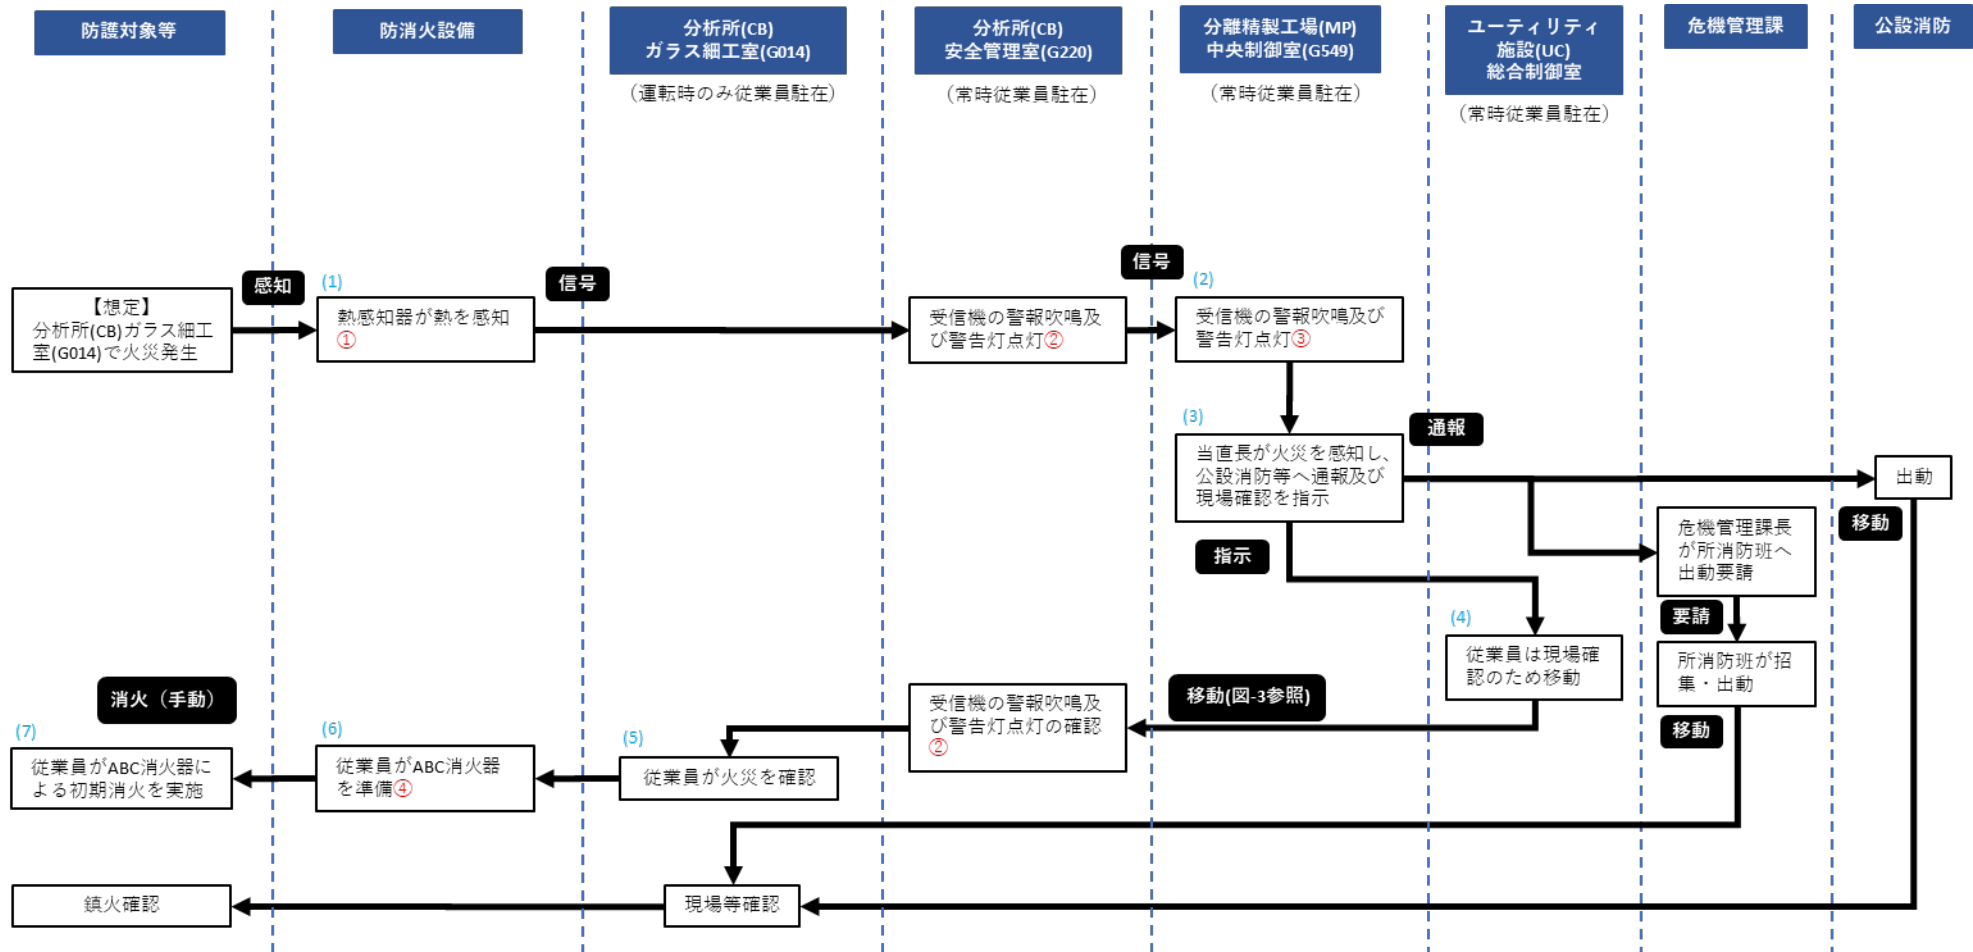 防護対象等
防消火設備
分析所(CB)
ガラス細工室(G014)
(運転時のみ従業員駐在)
分析所(CB)
安全管理室(G220)
(常時従業員駐在)
分離精製工場(MP)
中央制御室(G549)
(常時従業員駐在)
ユーティリティ
施設(UC)
総合制御室
(常時従業員駐在)
危機管理課
公設消防
【想定】
分析所(CB)ガラス細工
室(G014)で火災発生
感知
(1)
熱感知器が熱を感知
①
信号
受信機の警報吹鳴及
び警告灯点灯②
信号
(2)
受信機の警報吹鳴及び
警告灯点灯③
(3)
当直長が火災を感知し、
公設消防等へ通報及び
現場確認を指示
通報
出動
移動
危機管理課長
が所消防班へ
出動要請
要請
所消防班が招
集・出動
移動
指示
(4)
従業員は現場確
認のため移動
移動(図-3参照)
受信機の警報吹鳴及
び警告灯点灯の確認
②
(5)
従業員が火災を確認
(6)
従業員がABC消火器
を準備④
消火（手動）
(7)
従業員がABC消火器に
よる初期消火を実施
現場等確認
鎮火確認